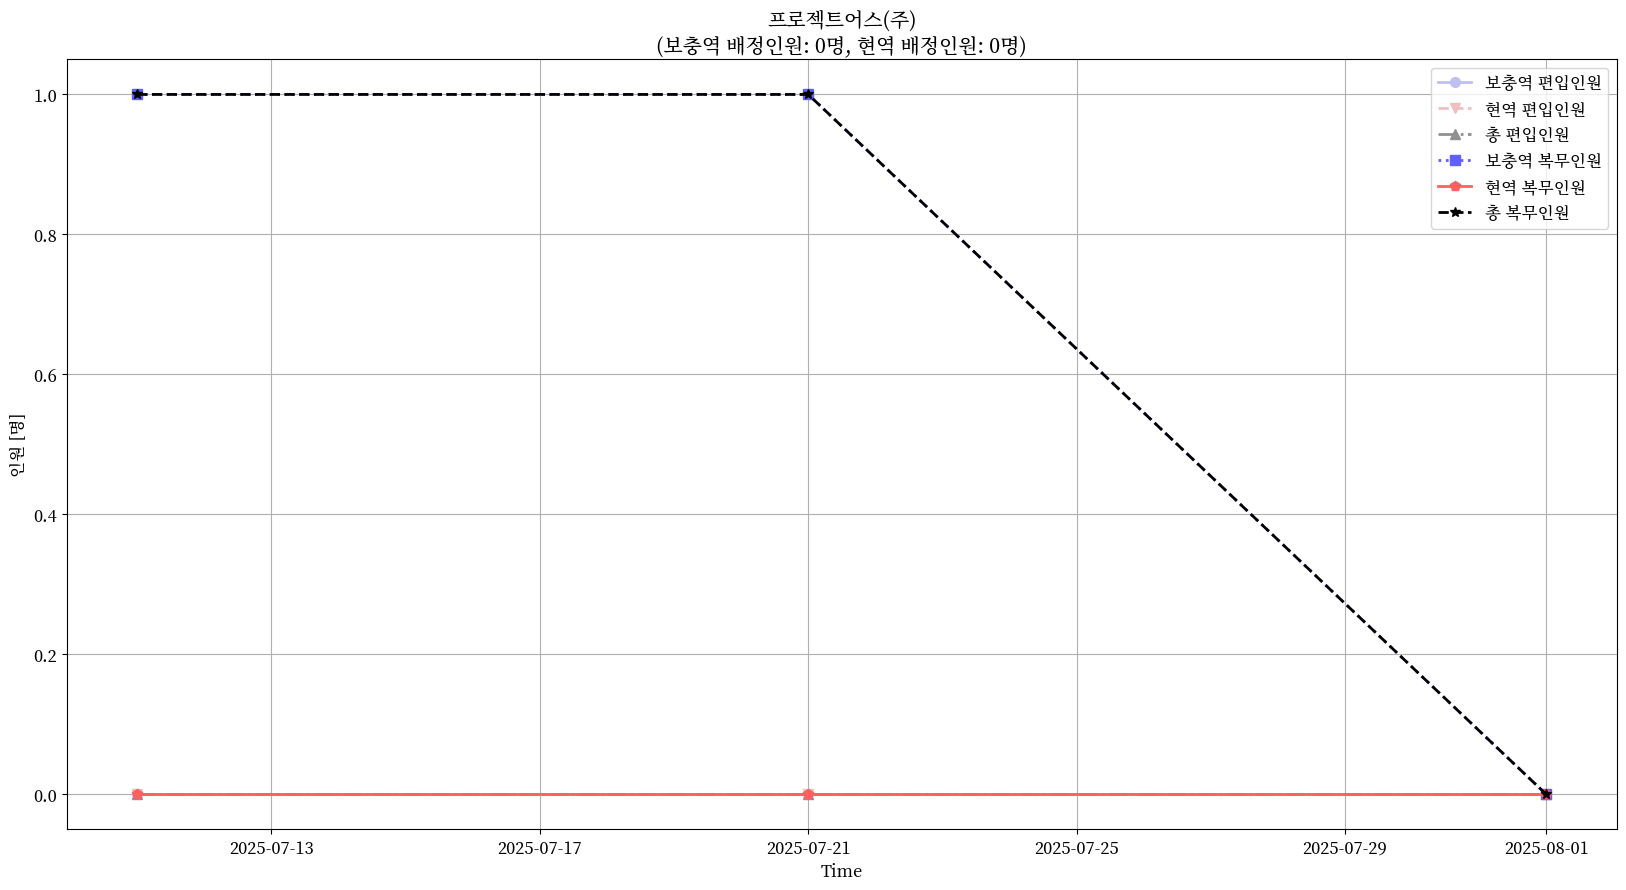 프로젝트어스(주)
(보충역 배정인원: 0명, 현역 배정인원: 0명)
보충역 편입인원
현역 편입인원
총 편입인원
보충역 복무인원
현역 복무인원
총 복무인원
인원 [명]
1.0
0.8
0.6
0.4
0.2
0.0
2025-07-13
2025-07-17
2025-07-21
2025-07-25
2025-07-29
2025-08-01
Time